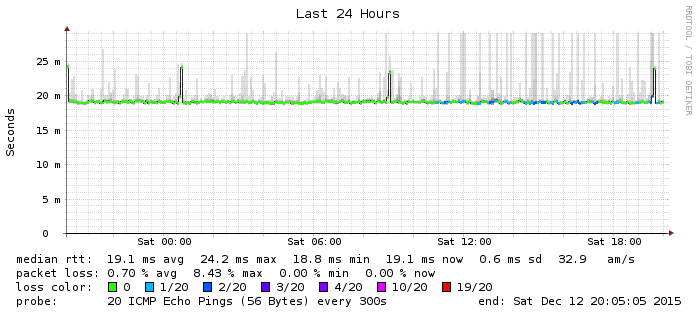 Last 24 Hours
RRDTOOL / TOBI OETIKER
Seconds
25 m
20 m
15 m
10 m
5 m
0
Sat 00:00 Sat 06:00 Sat 12:00 Sat 18:00
median rtt: 19.1 ms avg 24.2 ms max 18.8 ms min 19.1 ms now 0.6 ms sd 32.9 am/s
packet loss: 0.70 % avg 8.43 % max 0.00 % min 0.00 % now
loss color: 0 1/20 2/20 3/20 4/20 10/20 19/20
probe: 20 ICMP Echo Pings (56 Bytes) every 300s end: Sat Dec 12 20:05:05 2015